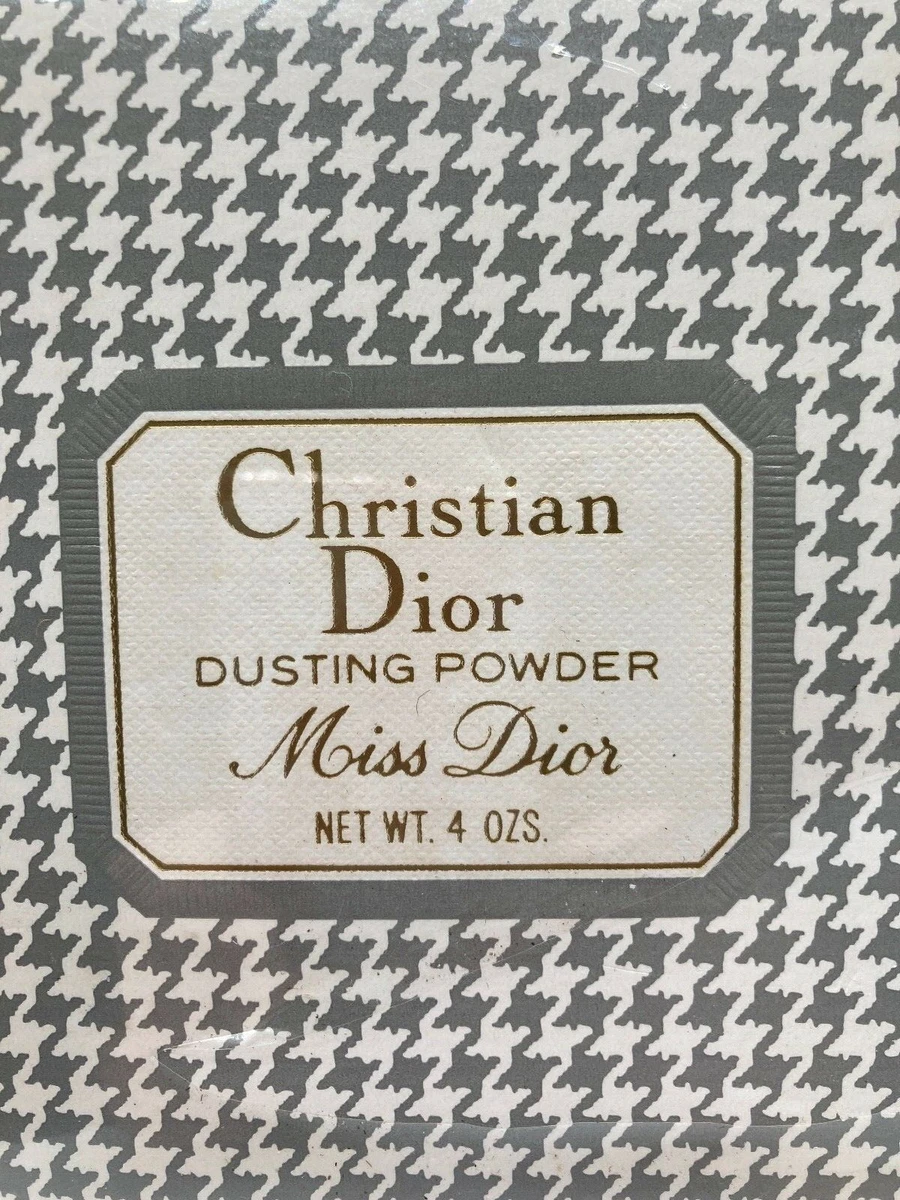 Christian
Dior
DUSTING POWDER
Miss Dior
NET WT. 4 OZS.